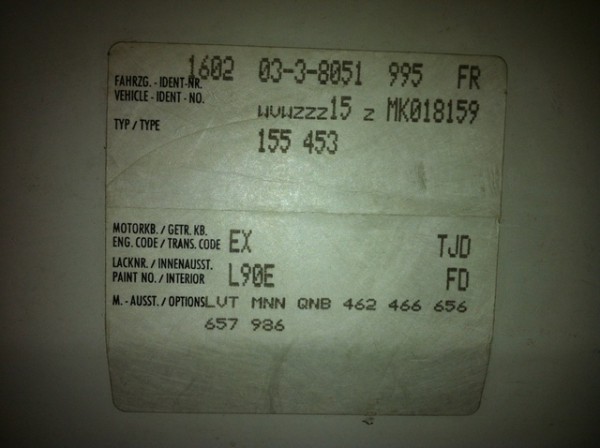 1602 03-3-8051 995 FR
FAHRZG. - IDENT-NR.
VEHICLE - IDENT - NO. WVWZZZ15 Z MK018159
TYP / TYPE 155 453
MOTORKB. / GETR. KB.
ENG. CODE / TRANS. CODE EX TJD
LACKNR. / INNENAUSST.
PAINT NO. / INTERIOR L90E FD
M. - AUSST. / OPTIONS LVT MNN QNB 462 466 656
657 986